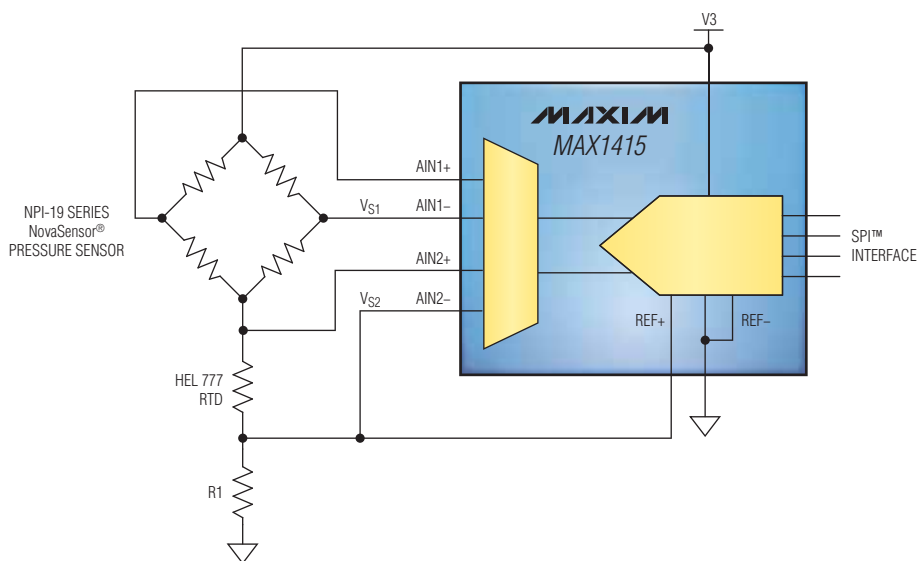 V3
MAXIM
MAX1415
AIN1+
NPI-19 SERIES
NovaSensor®
PRESSURE SENSOR
VS1
AIN1–
SPI™
INTERFACE
AIN2+
VS2
AIN2–
REF+
REF–
HEL 777
RTD
R1